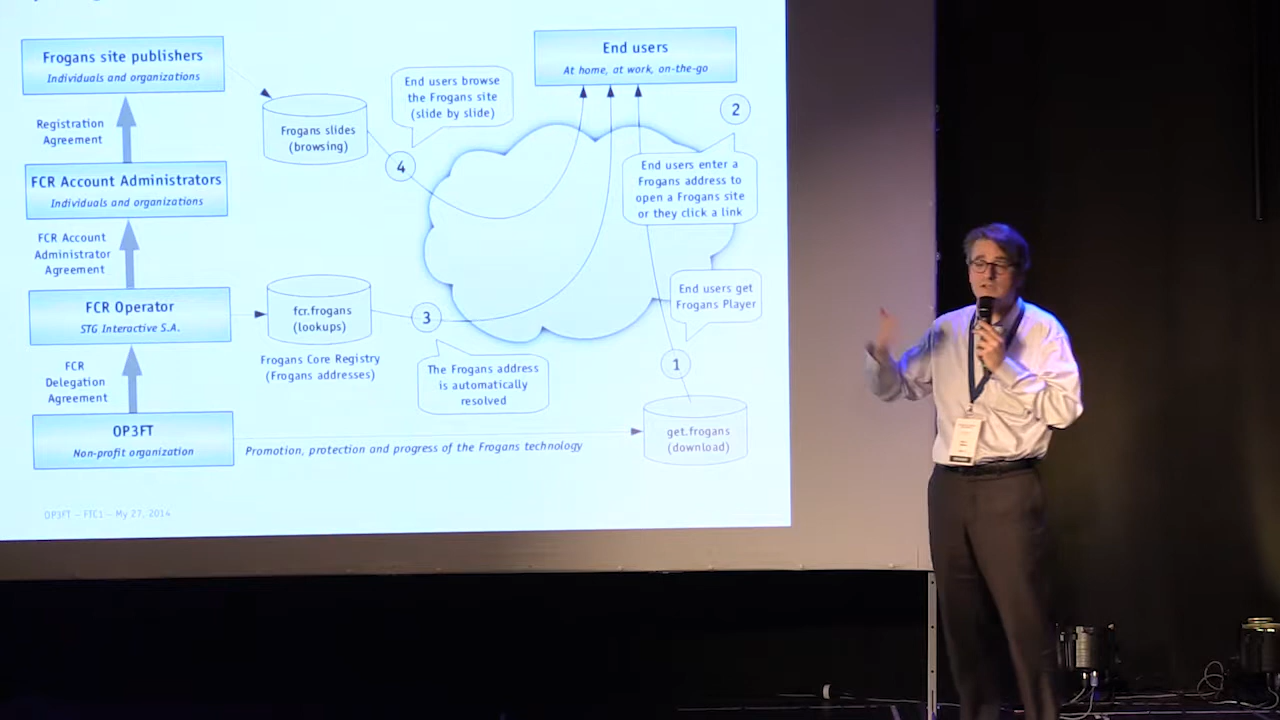 Frogans site publishers
Individuals and organizations
Registration
Agreement
FCR Account Administrators
Individuals and organizations
FCR Account
Administrator
Agreement
FCR Operator
STG Interactive S.A.
FCR
Delegation
Agreement
OP3FT
Non-profit organization
Frogans slides
(browsing)
End users browse
the Frogans site
(slide by slide)
4
End users
At home, at work, on-the-go
2
End users enter a
Frogans address to
open a Frogans site
or they click a link
fcr.frogans
(lookups)
Frogans Core Registry
(Frogans addresses)
3
The Frogans address
is automatically
resolved
End users get
Frogans Player
1
get.frogans
(download)
Promotion, protection and progress of the Frogans technology
OP3FT – FTC1 – My 27, 2014